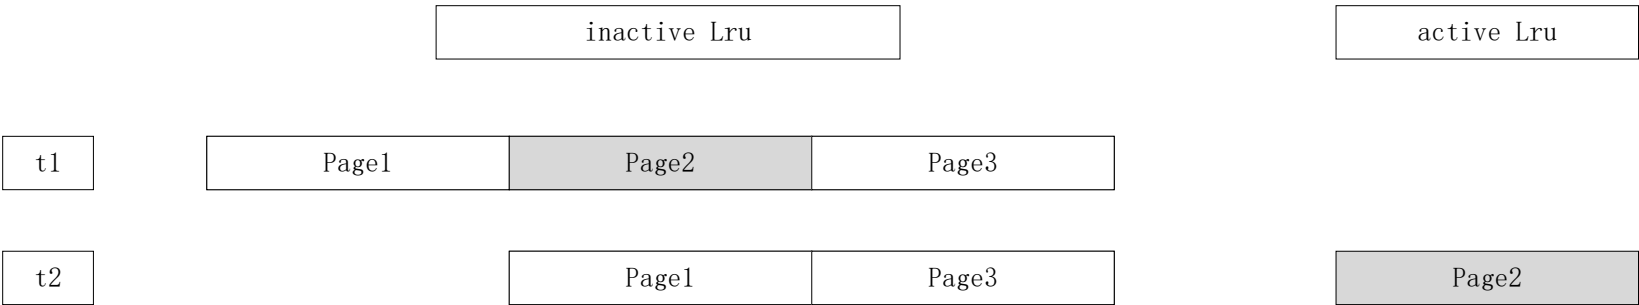 inactive Lru
active Lru
t1
Page1
Page2
Page3
t2
Page1
Page3
Page2